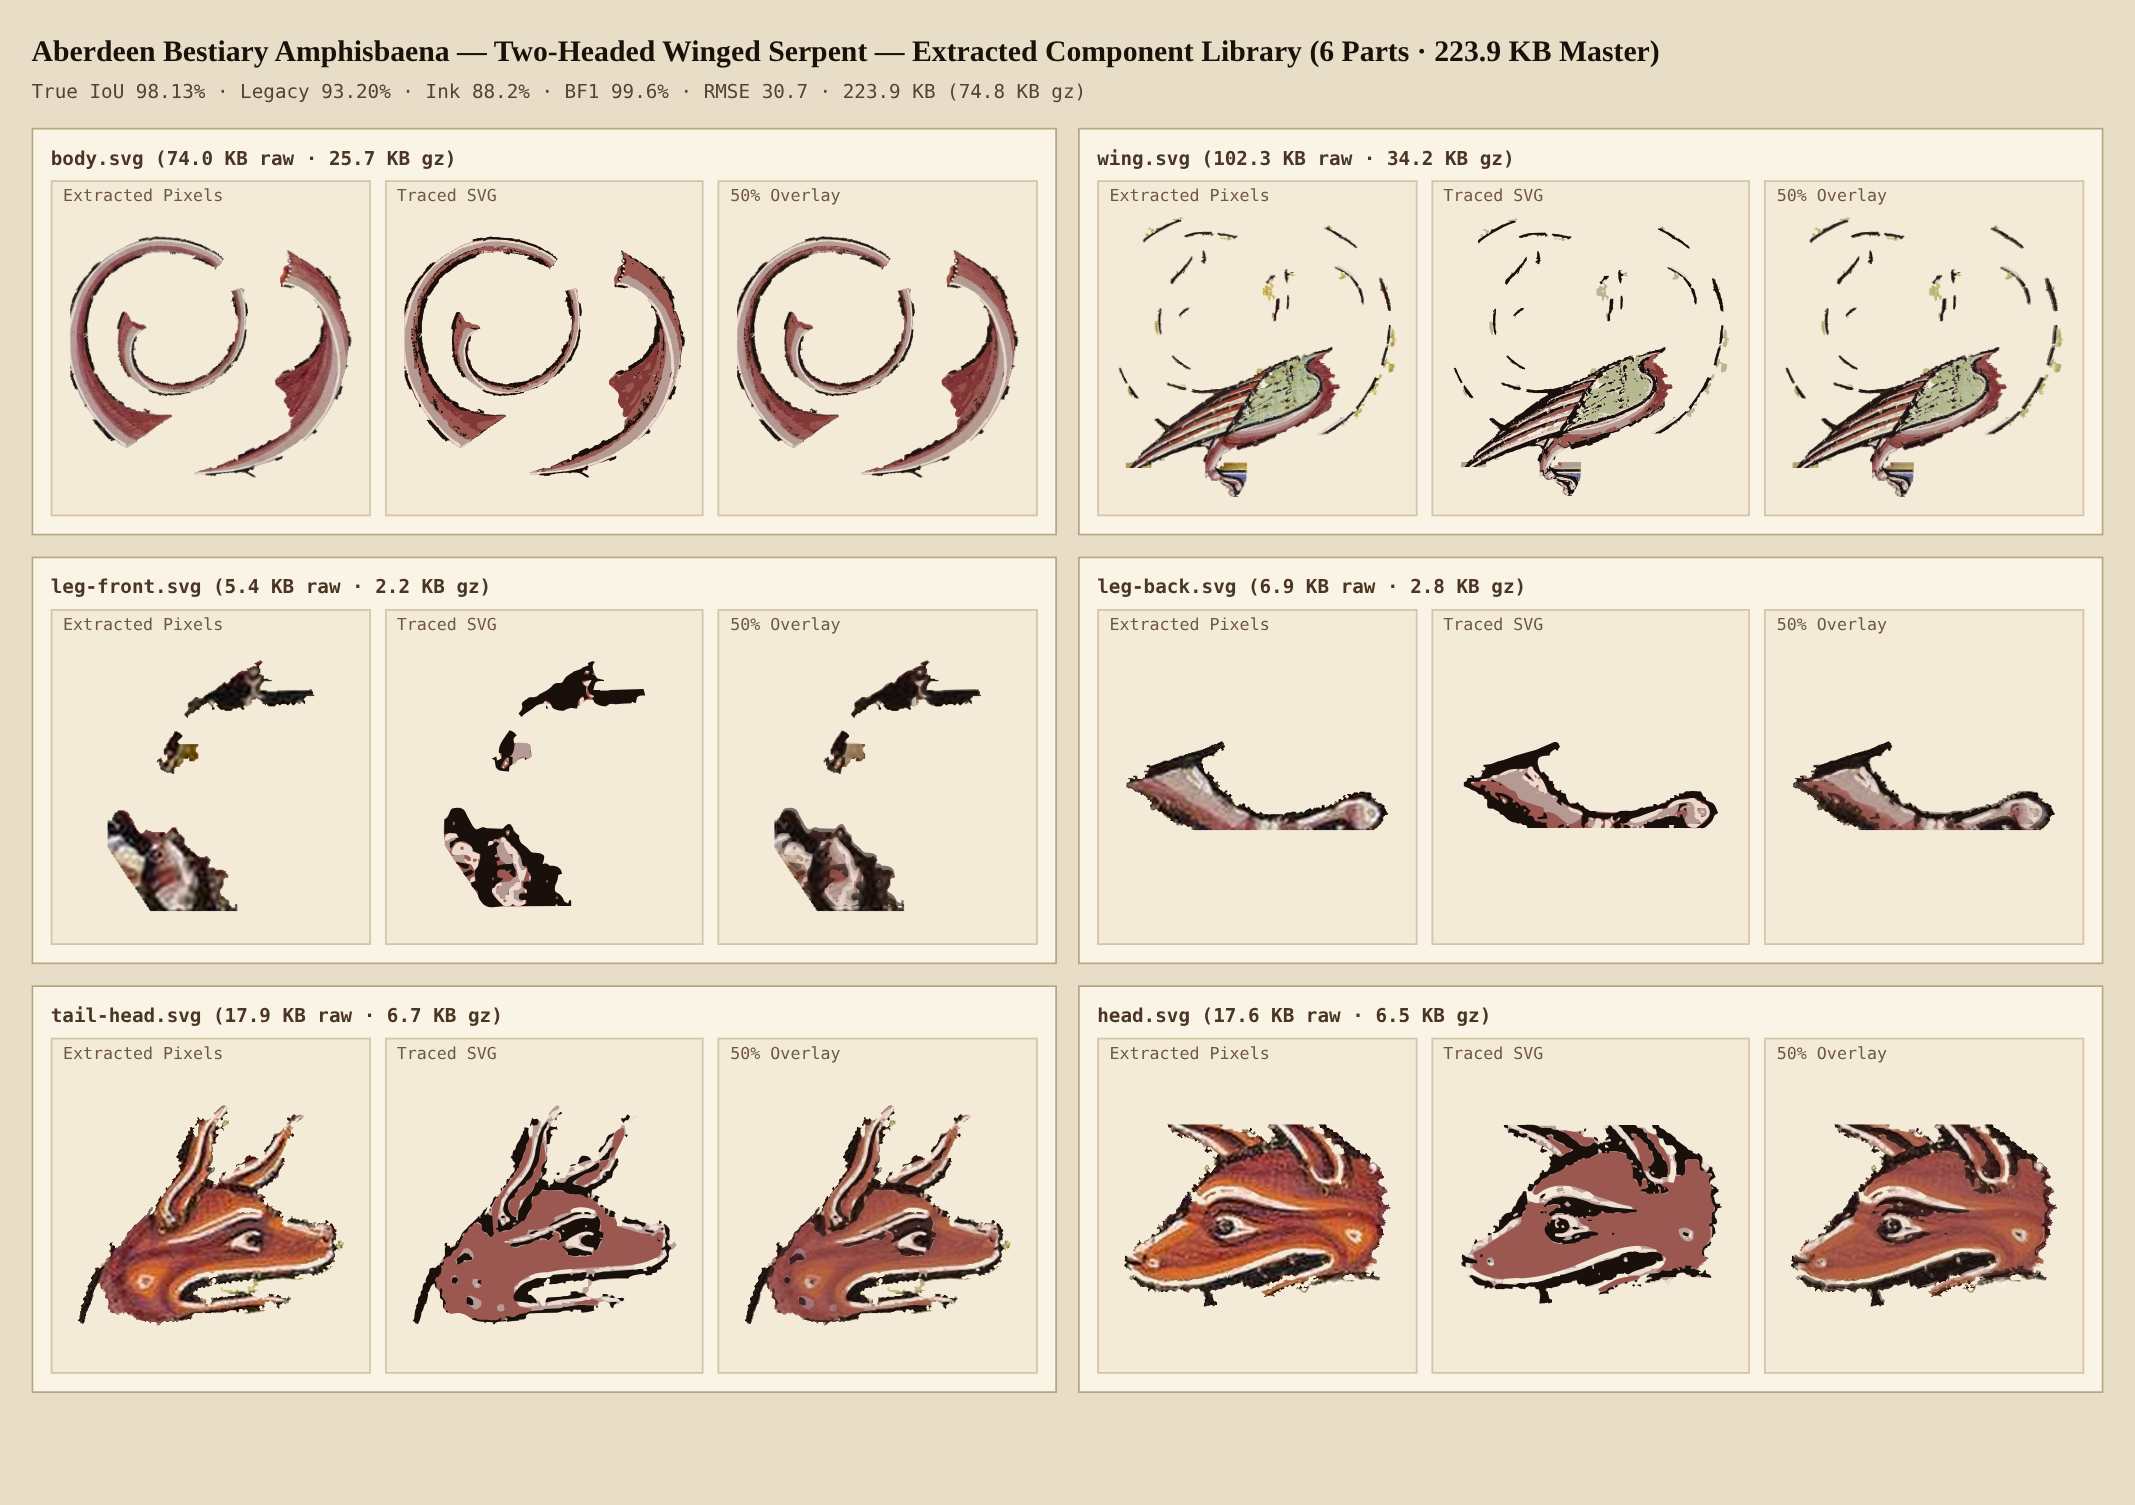 Aberdeen Bestiary Amphisbaena — Two-Headed Winged Serpent — Extracted Component Library (6 Parts · 223.9 KB Master)
True IoU 98.13% · Legacy 93.20% · Ink 88.2% · BF1 99.6% · RMSE 30.7 · 223.9 KB (74.8 KB gz)
body.svg (74.0 KB raw · 25.7 KB gz)
Extracted Pixels
Traced SVG
50% Overlay
wing.svg (102.3 KB raw · 34.2 KB gz)
Extracted Pixels
Traced SVG
50% Overlay
leg-front.svg (5.4 KB raw · 2.2 KB gz)
Extracted Pixels
Traced SVG
50% Overlay
leg-back.svg (6.9 KB raw · 2.8 KB gz)
Extracted Pixels
Traced SVG
50% Overlay
tail-head.svg (17.9 KB raw · 6.7 KB gz)
Extracted Pixels
Traced SVG
50% Overlay
head.svg (17.6 KB raw · 6.5 KB gz)
Extracted Pixels
Traced SVG
50% Overlay